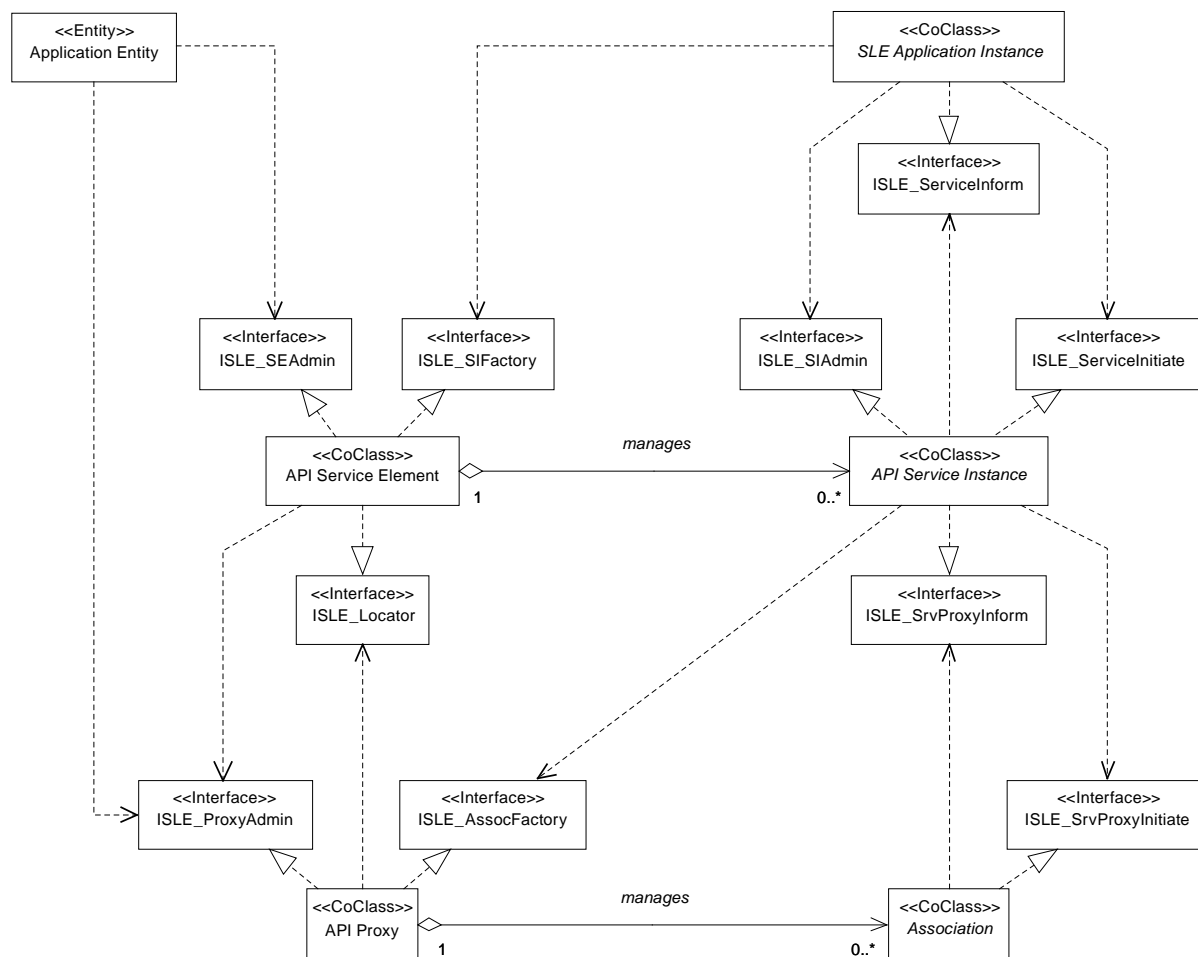 <<Entity>>
Application Entity
<<CoClass>>
SLE Application Instance
<<Interface>>
ISLE_ServiceInform
<<Interface>>
ISLE_SEAdmin
<<Interface>>
ISLE_SIFactory
<<Interface>>
ISLE_SIAdmin
<<Interface>>
ISLE_ServiceInitiate
<<CoClass>>
API Service Element
manages
1
0..*
<<CoClass>>
API Service Instance
<<Interface>>
ISLE_Locator
<<Interface>>
ISLE_SrvProxyInform
<<Interface>>
ISLE_ProxyAdmin
<<Interface>>
ISLE_AssocFactory
<<Interface>>
ISLE_SrvProxyInitiate
<<CoClass>>
API Proxy
manages
1
0..*
<<CoClass>>
Association